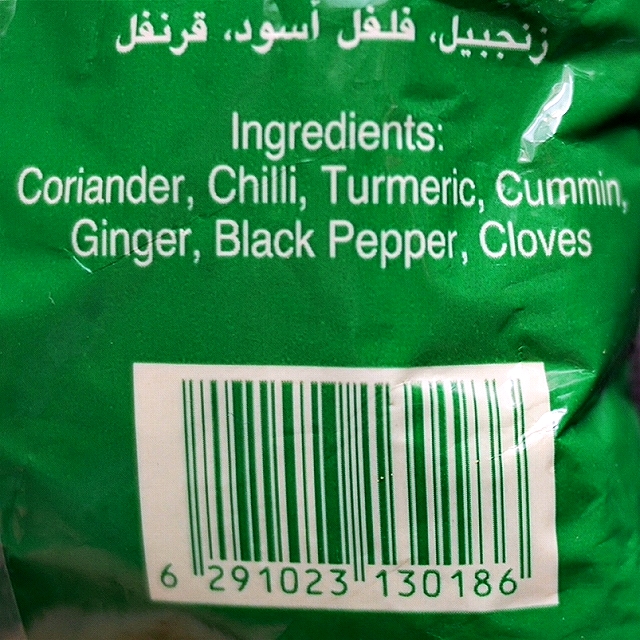 زنجبيل، فلفل أسود، قرنفل
Ingredients:
Coriander, Chilli, Turmeric, Cummin,
Ginger, Black Pepper, Cloves
6 291023 130186